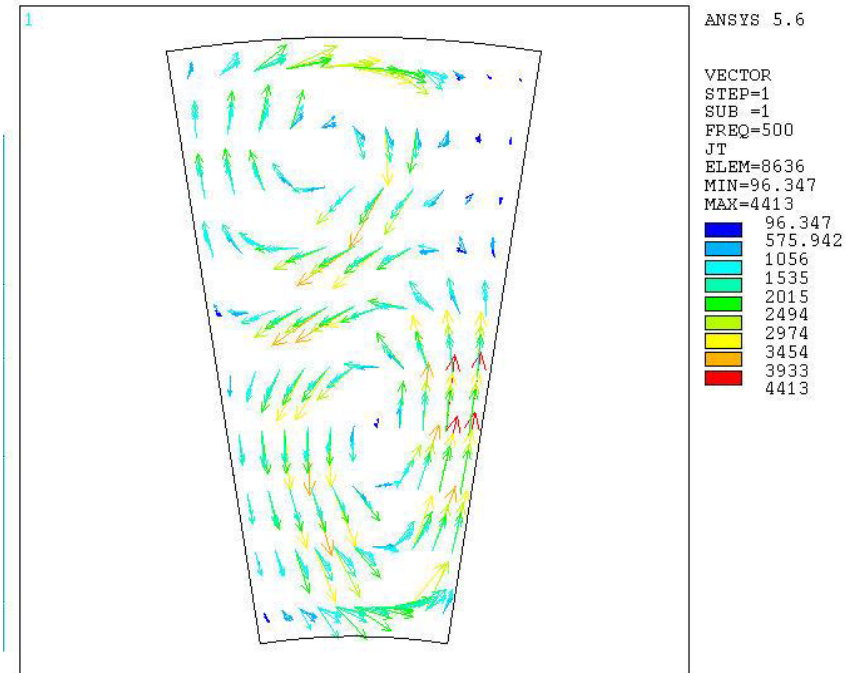 1
ANSYS 5.6
VECTOR
STEP=1
SUB =1
FREQ=500
JT
ELEM=8636
MIN=96.347
MAX=4413
96.347
575.942
1056
1535
2015
2494
2974
3454
3933
4413